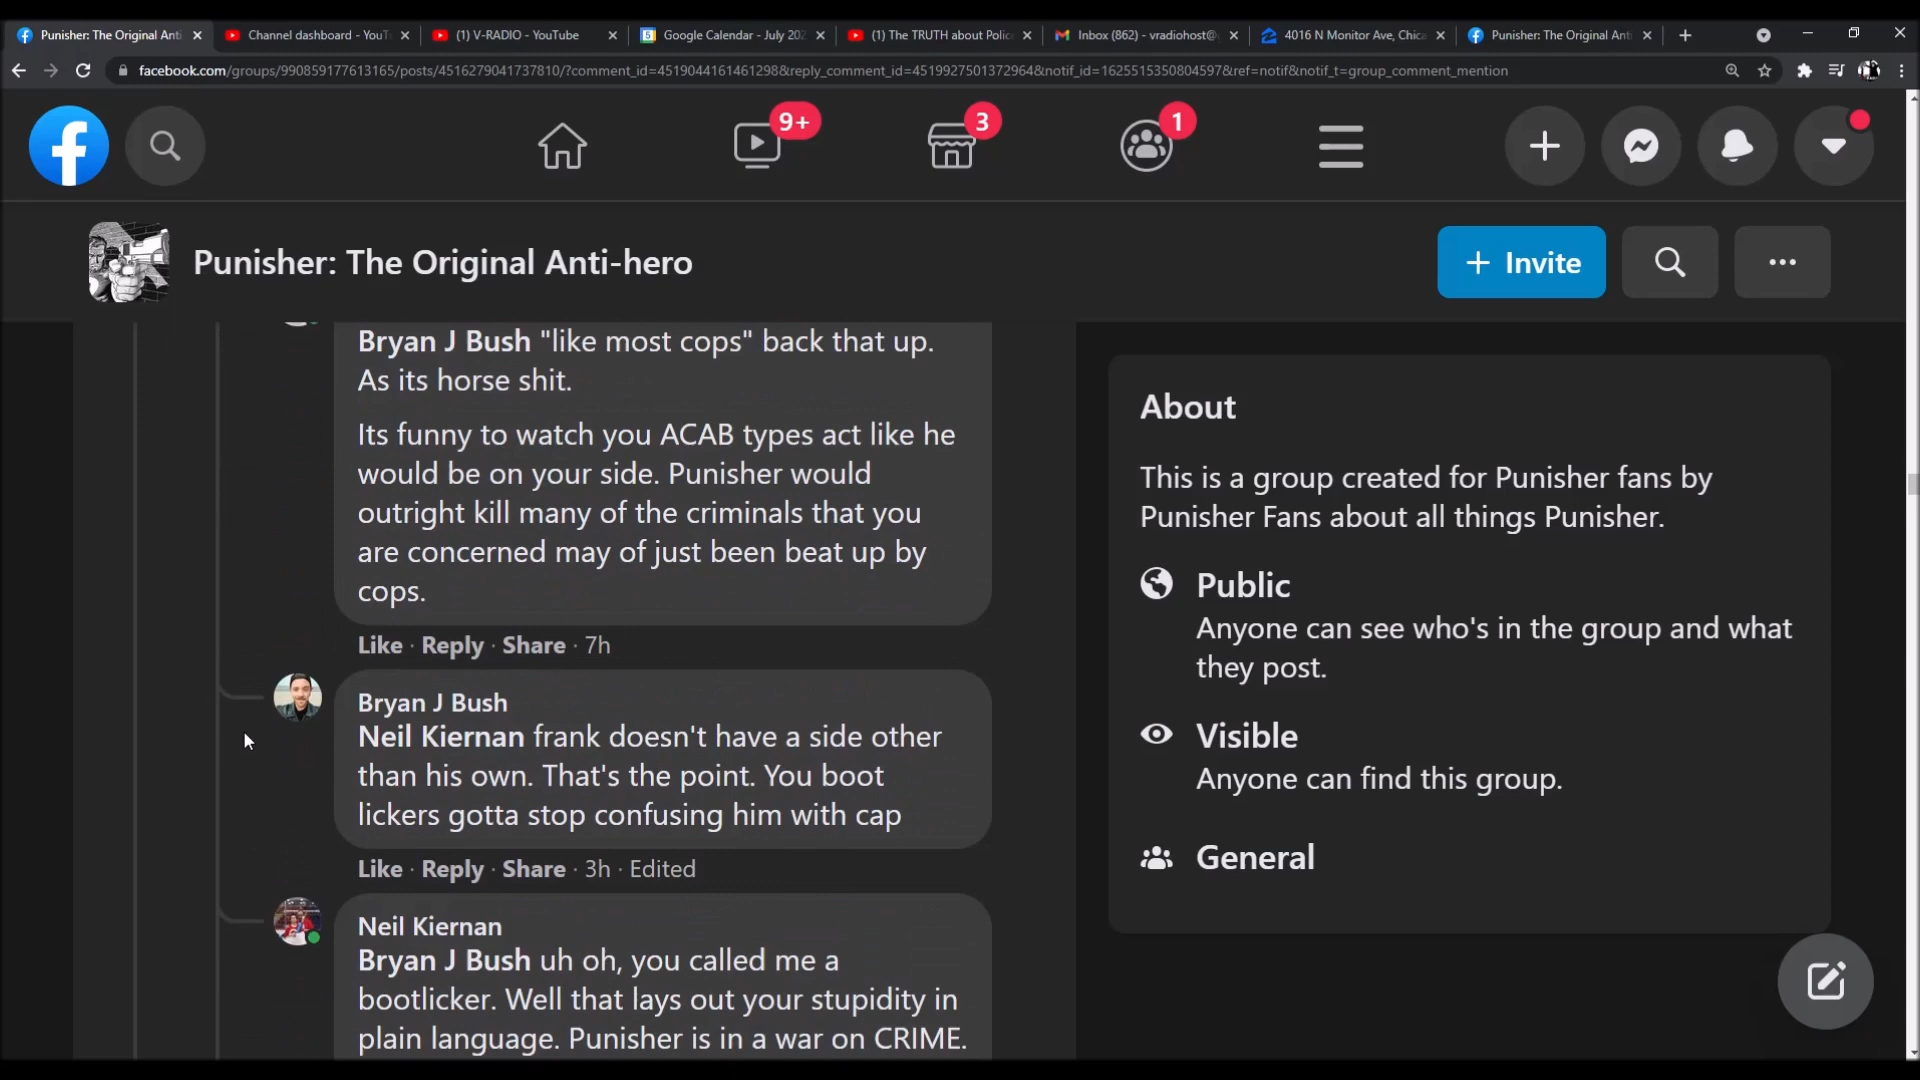 Punisher: The Original Anti
Channel dashboard - YouT
(1) V-RADIO - YouTube
Google Calendar - July 202
(1) The TRUTH about Polic
Inbox (862) - vradiohost@
4016 N Monitor Ave, Chica
Punisher: The Original Ant
facebook.com/groups/990859177613165/posts/4516279041737810/?comment_id=4519044161461298&reply_comment_id=4519927501372964&notif_id=1625515350804597&ref=notif&notif_t=group_comment_mention
9+
3
1
Punisher: The Original Anti-hero
+ Invite
Bryan J Bush "like most cops" back that up.
As its horse shit.
Its funny to watch you ACAB types act like he
would be on your side. Punisher would
outright kill many of the criminals that you
are concerned may of just been beat up by
cops.
Like · Reply · Share · 7h
Bryan J Bush
Neil Kiernan frank doesn't have a side other
than his own. That's the point. You boot
lickers gotta stop confusing him with cap
Like · Reply · Share · 3h · Edited
Neil Kiernan
Bryan J Bush uh oh, you called me a
bootlicker. Well that lays out your stupidity in
plain language. Punisher is in a war on CRIME.
About
This is a group created for Punisher fans by
Punisher Fans about all things Punisher.
Public
Anyone can see who's in the group and what
they post.
Visible
Anyone can find this group.
General